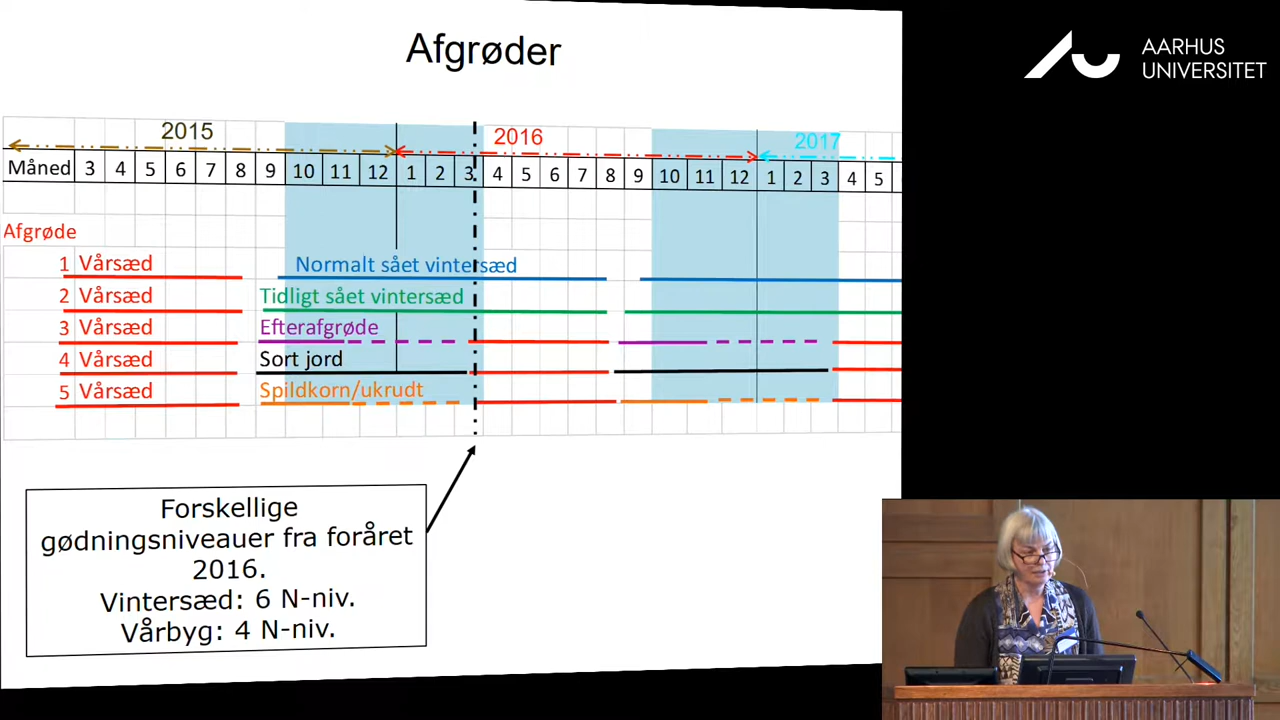 Afgrøder
AARHUS
UNIVERSITET
2015 2016 2017
Måned 3 4 5 6 7 8 9 10 11 12 1 2 3 4 5 6 7 8 9 10 11 12 1 2 3 4 5
Afgrøde
1 Vårsæd Normalt sået vintersæd
2 Vårsæd Tidligt sået vintersæd
3 Vårsæd Efterafgrøde
4 Vårsæd Sort jord
5 Vårsæd Spildkorn/ukrudt
Forskellige
gødningsniveauer fra foråret
2016.
Vintersæd: 6 N-niv.
Vårbyg: 4 N-niv.